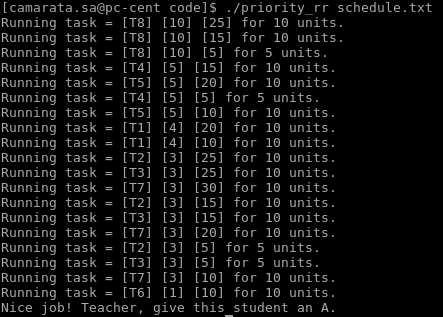 [camarata.sa@pc-cent code]$ ./priority_rr schedule.txt
Running task = [T8] [10] [25] for 10 units.
Running task = [T8] [10] [15] for 10 units.
Running task = [T8] [10] [5] for 5 units.
Running task = [T4] [5] [15] for 10 units.
Running task = [T5] [5] [20] for 10 units.
Running task = [T4] [5] [5] for 5 units.
Running task = [T5] [5] [10] for 10 units.
Running task = [T1] [4] [20] for 10 units.
Running task = [T1] [4] [10] for 10 units.
Running task = [T2] [3] [25] for 10 units.
Running task = [T3] [3] [25] for 10 units.
Running task = [T7] [3] [30] for 10 units.
Running task = [T2] [3] [15] for 10 units.
Running task = [T3] [3] [15] for 10 units.
Running task = [T7] [3] [20] for 10 units.
Running task = [T2] [3] [5] for 5 units.
Running task = [T3] [3] [5] for 5 units.
Running task = [T7] [3] [10] for 10 units.
Running task = [T6] [1] [10] for 10 units.
Nice job! Teacher, give this student an A.